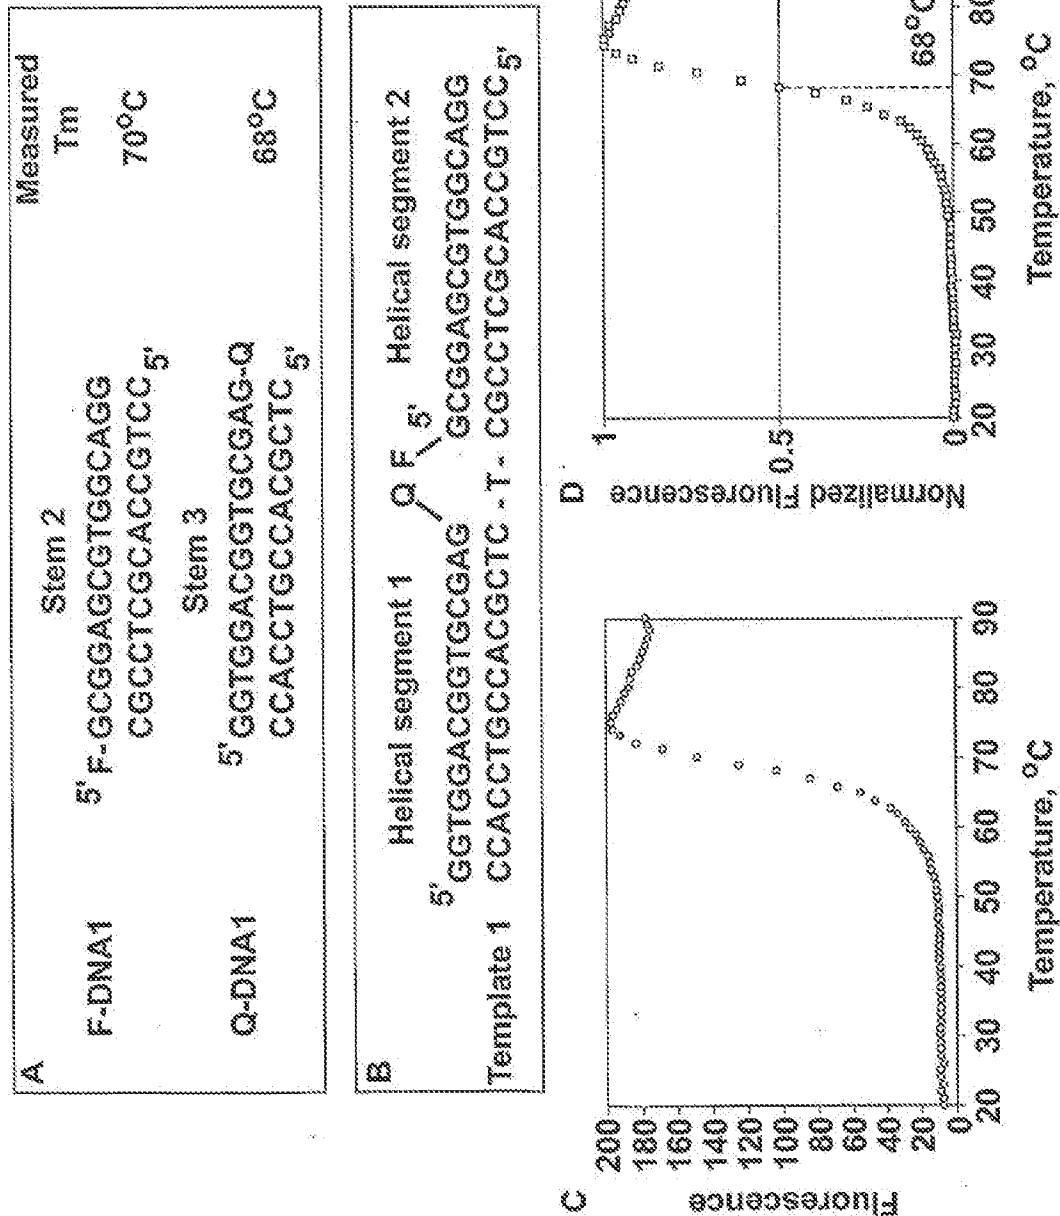 A
Measured
Tm
Stem 2
F-DNA1
5' F-GCGGAGCGTGGCAGG
70°C
CGCCTCGCACCGTCC 5'
Stem 3
Q-DNA1
5' GGTGGACGGTGCGAG-Q
68°C
CCACCTGCCACGCTC 5'
B
Helical segment 1
Q F
Helical segment 2
5' GGTGGACGGTGCGAG
5' GCGGAGCGTGGCAGG
Template 1 CCACCTGCCACGCTC - T - CGCCTCGCACCGTCC 5'
C
Fluorescence
200
180
160
140
120
100
80
60
40
20
0
20 30 40 50 60 70 80 90
Temperature, °C
D
Normalized Fluorescence
1
0.5
0
68°C
20 30 40 50 60 70 80
Temperature, °C